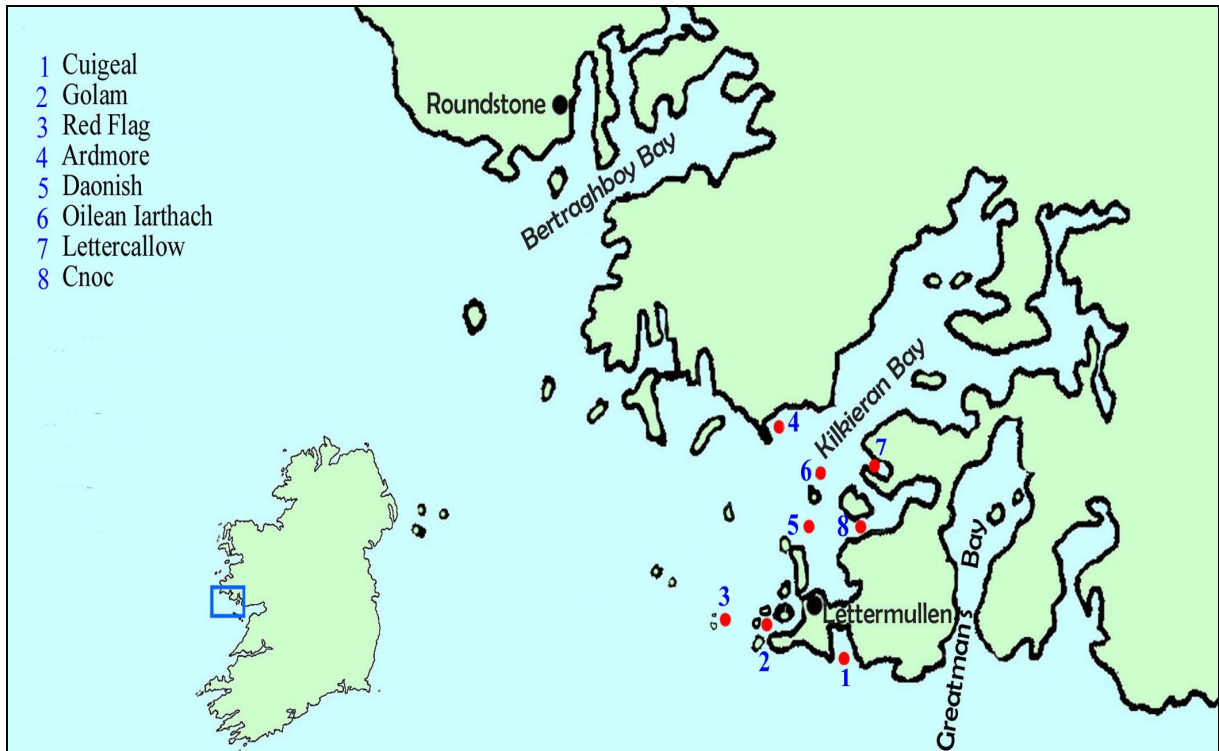 1 Cuigeal
2 Golam
3 Red Flag
4 Ardmore
5 Daonish
6 Oilean Iarthach
7 Lettercallow
8 Cnoc
Roundstone
Bertraghboy Bay
Kilkieran Bay
4
7
6
5
8
3
Lettermullen
2
1
Greatman's Bay